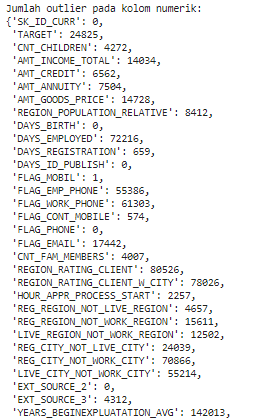 Jumlah outlier pada kolom numerik:
{'SK_ID_CURR': 0,
'TARGET': 24825,
'CNT_CHILDREN': 4272,
'AMT_INCOME_TOTAL': 14034,
'AMT_CREDIT': 6562,
'AMT_ANNUITY': 7504,
'AMT_GOODS_PRICE': 14728,
'REGION_POPULATION_RELATIVE': 8412,
'DAYS_BIRTH': 0,
'DAYS_EMPLOYED': 72216,
'DAYS_REGISTRATION': 659,
'DAYS_ID_PUBLISH': 0,
'FLAG_MOBIL': 1,
'FLAG_EMP_PHONE': 55386,
'FLAG_WORK_PHONE': 61303,
'FLAG_CONT_MOBILE': 574,
'FLAG_PHONE': 0,
'FLAG_EMAIL': 17442,
'CNT_FAM_MEMBERS': 4007,
'REGION_RATING_CLIENT': 80526,
'REGION_RATING_CLIENT_W_CITY': 78026,
'HOUR_APPR_PROCESS_START': 2257,
'REG_REGION_NOT_LIVE_REGION': 4657,
'REG_REGION_NOT_WORK_REGION': 15611,
'LIVE_REGION_NOT_WORK_REGION': 12502,
'REG_CITY_NOT_LIVE_CITY': 24039,
'REG_CITY_NOT_WORK_CITY': 70866,
'LIVE_CITY_NOT_WORK_CITY': 55214,
'EXT_SOURCE_2': 0,
'EXT_SOURCE_3': 4312,
'YEARS_BEGINEXPLUATATION_AVG': 142013,